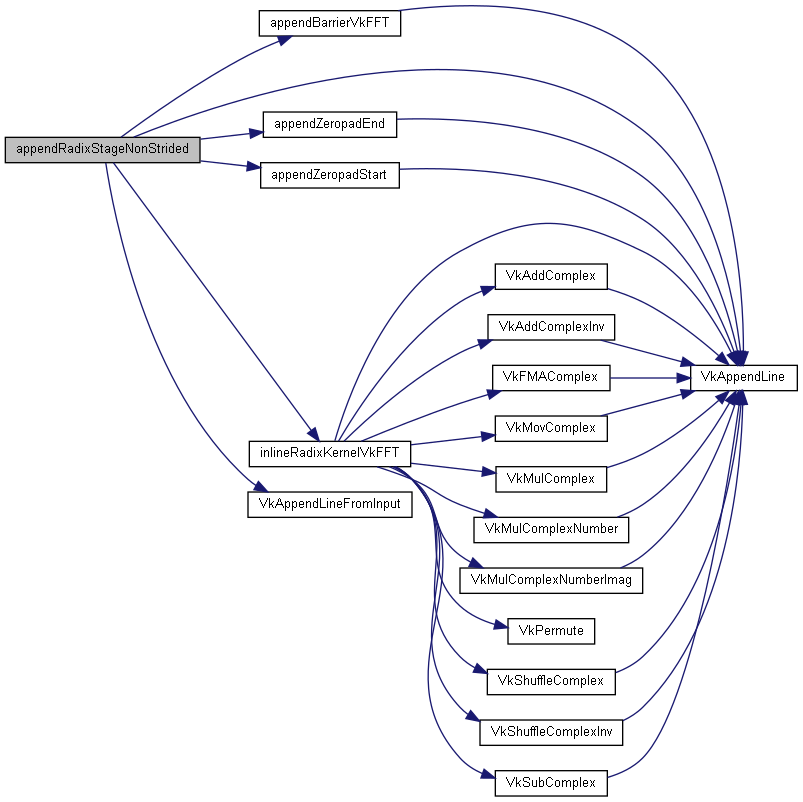 appendBarrierVkFFT
appendZeropadEnd
appendRadixStageNonStrided
appendZeropadStart
VkAddComplex
VkAddComplexInv
VkFMAComplex
VkAppendLine
VkMovComplex
inlineRadixKernelVkFFT
VkMulComplex
VkAppendLineFromInput
VkMulComplexNumber
VkMulComplexNumberImag
VkPermute
VkShuffleComplex
VkShuffleComplexInv
VkSubComplex